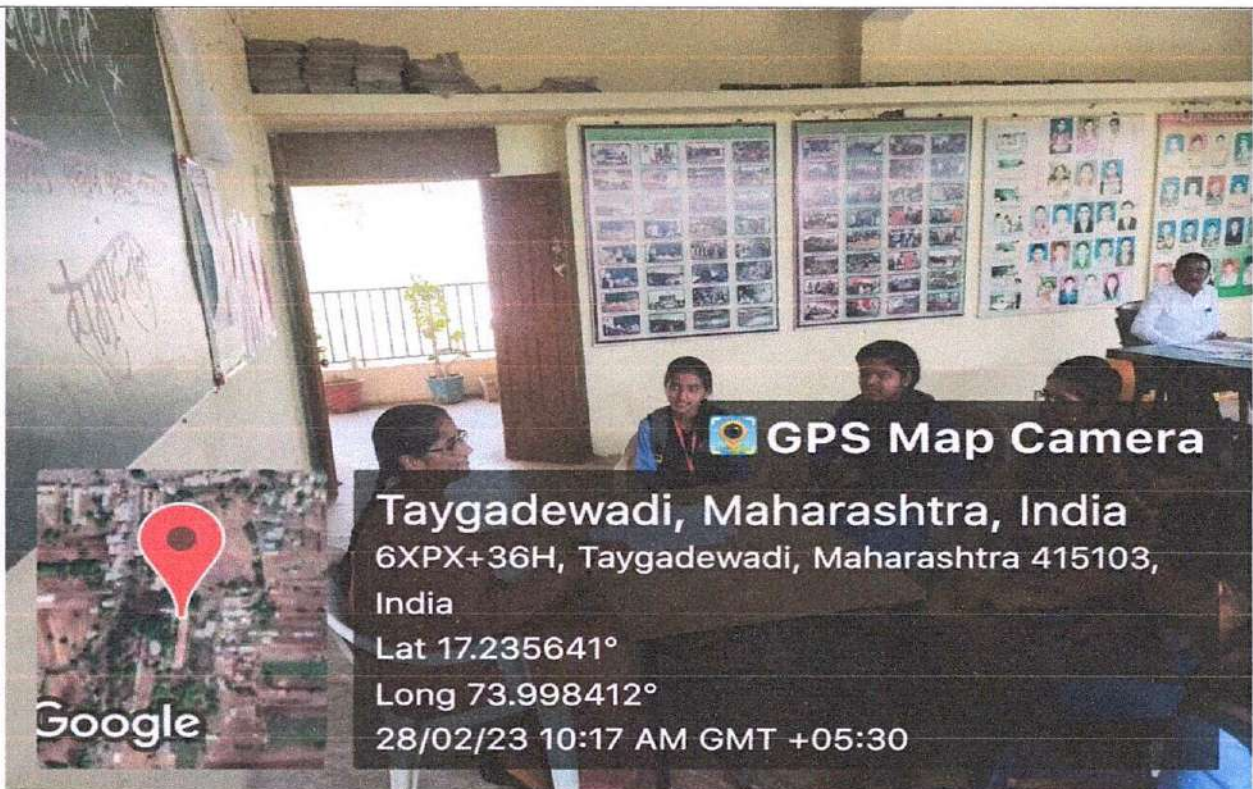 GPS Map Camera
Taygadewadi, Maharashtra, India
6XPX+36H, Taygadewadi, Maharashtra 415103,
India
Lat 17.235641°
Long 73.998412°
28/02/23 10:17 AM GMT +05:30
Google